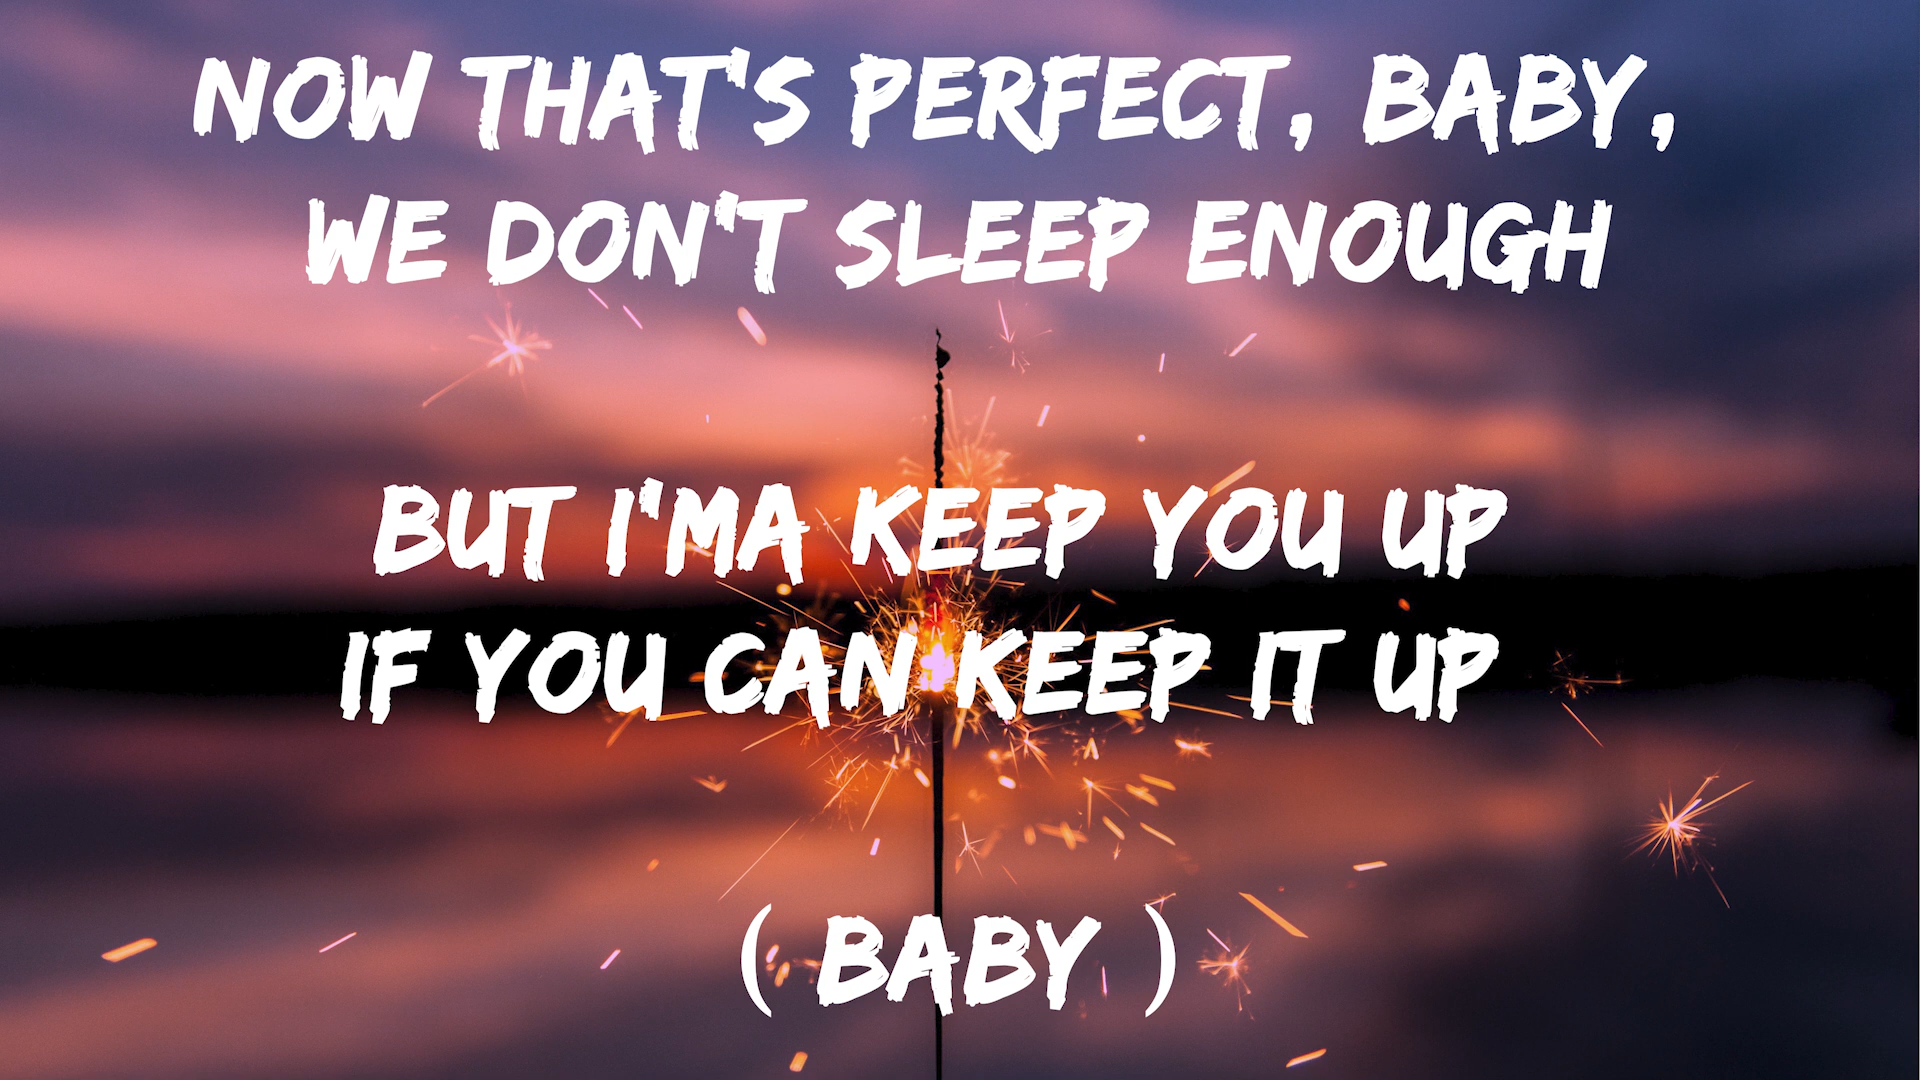 NOW THAT'S PERFECT, BABY,
WE DON'T SLEEP ENOUGH
BUT I'MA KEEP YOU UP
IF YOU CAN KEEP IT UP
( BABY )